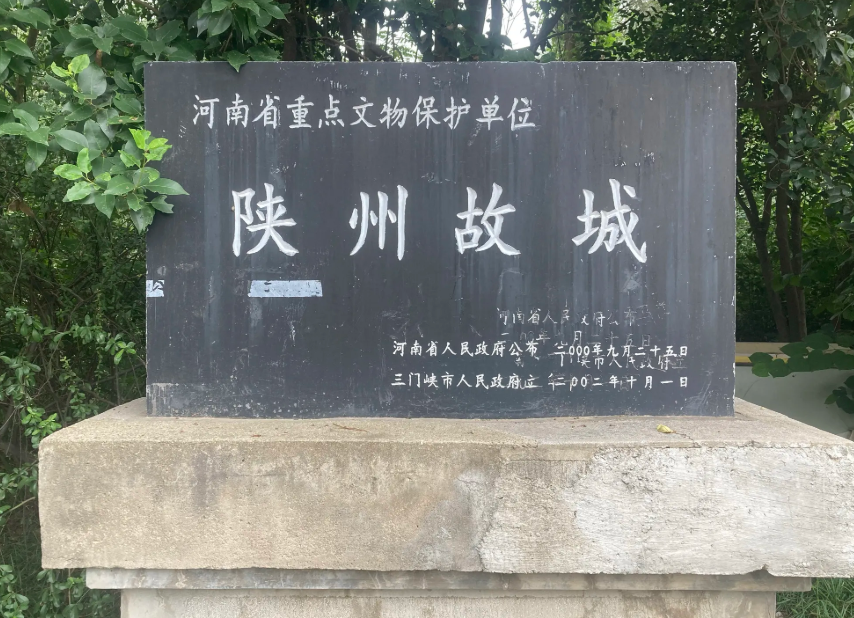 河南省重点文物保护单位
陕州故城
河南省人民政府公布 二000年九月二十五日
三门峡市人民政府立 二00二年十月一日